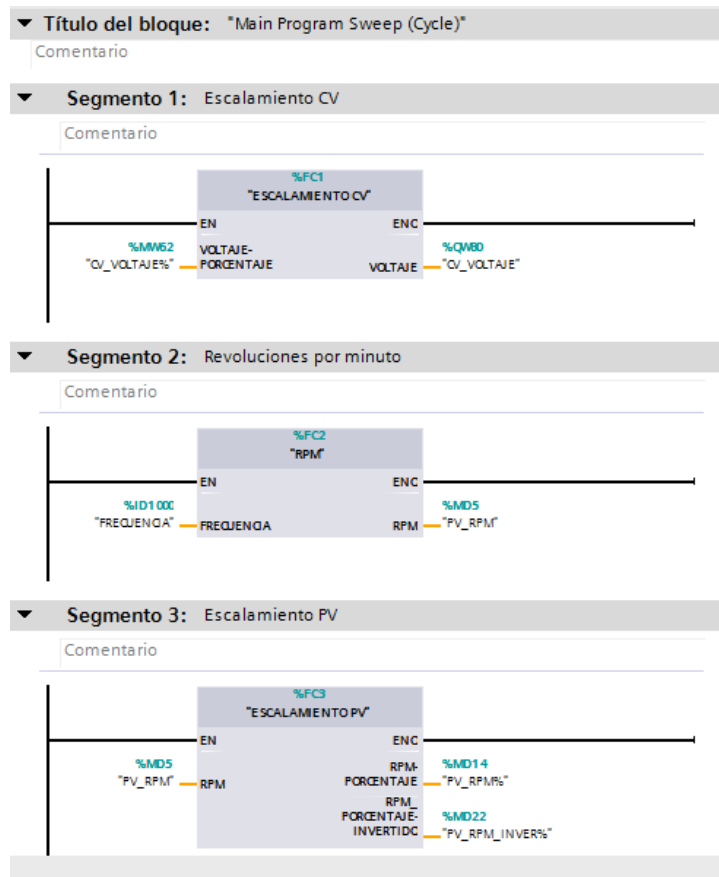 Título del bloque: "Main Program Sweep (Cycle)"
Comentario
Segmento 1: Escalamiento CV
Comentario
%FC1
"ESCALAMIENTO CV"
EN ENO
%MW62 VOLTAJE- %QW80
"CV_VOLTAJE%" PORCENTAJE VOLTAJE "CV_VOLTAJE"
Segmento 2: Revoluciones por minuto
Comentario
%FC2
"RPM"
EN ENO
%ID1000 %MD5
"FRECUENCIA" FRECUENCIA RPM "PV_RPM"
Segmento 3: Escalamiento PV
Comentario
%FC3
"ESCALAMIENTO PV"
EN ENO
%MD5 RPM- %MD14
"PV_RPM" RPM PORCENTAJE "PV_RPM%"
RPM_
PORCENTAJE- %MD22
INVERTIDO "PV_RPM_INVER%"